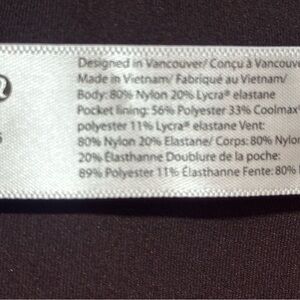 Designed in Vancouver/ Conçu à Vancouve
Made in Vietnam/ Fabriqué au Vietnam/
Body: 80% Nylon 20% Lycra® elastane
Pocket lining: 56% Polyester 33% Coolmax
polyester 11% Lycra® elastane Vent:
80% Nylon 20% Elastane/ Corps: 80% Nylo
20% Élasthanne Doublure de la poche:
89% Polyester 11% Élasthanne Fente: 80%